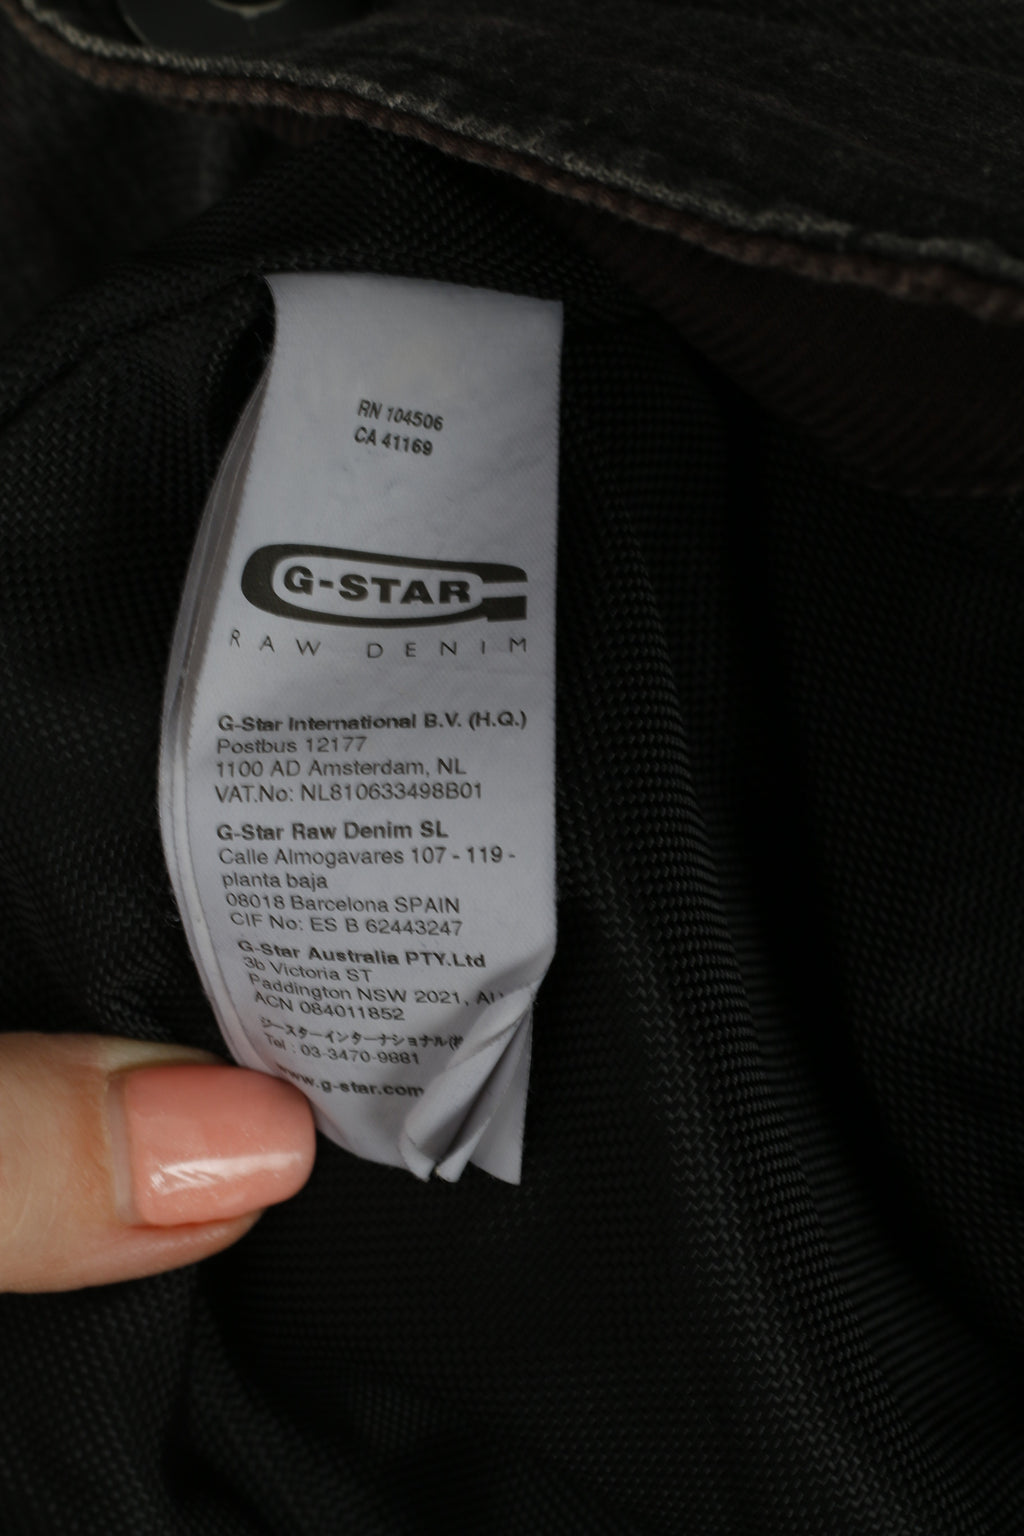 RN 104506
CA 41169
G-STAR
RAW DENIM
G-Star International B.V. (H.Q.)
Postbus 12177
1100 AD Amsterdam, NL
VAT.No: NL810633498B01
G-Star Raw Denim SL
Calle Almogavares 107 - 119 -
planta baja
08018 Barcelona SPAIN
CIF No: ES B 62443247
G-Star Australia PTY.Ltd
3b Victoria ST
Paddington NSW 2021,
ACN 084011852
ジースターインターナショナル(株
Tel : 03-3470-9881
www.g-star.com